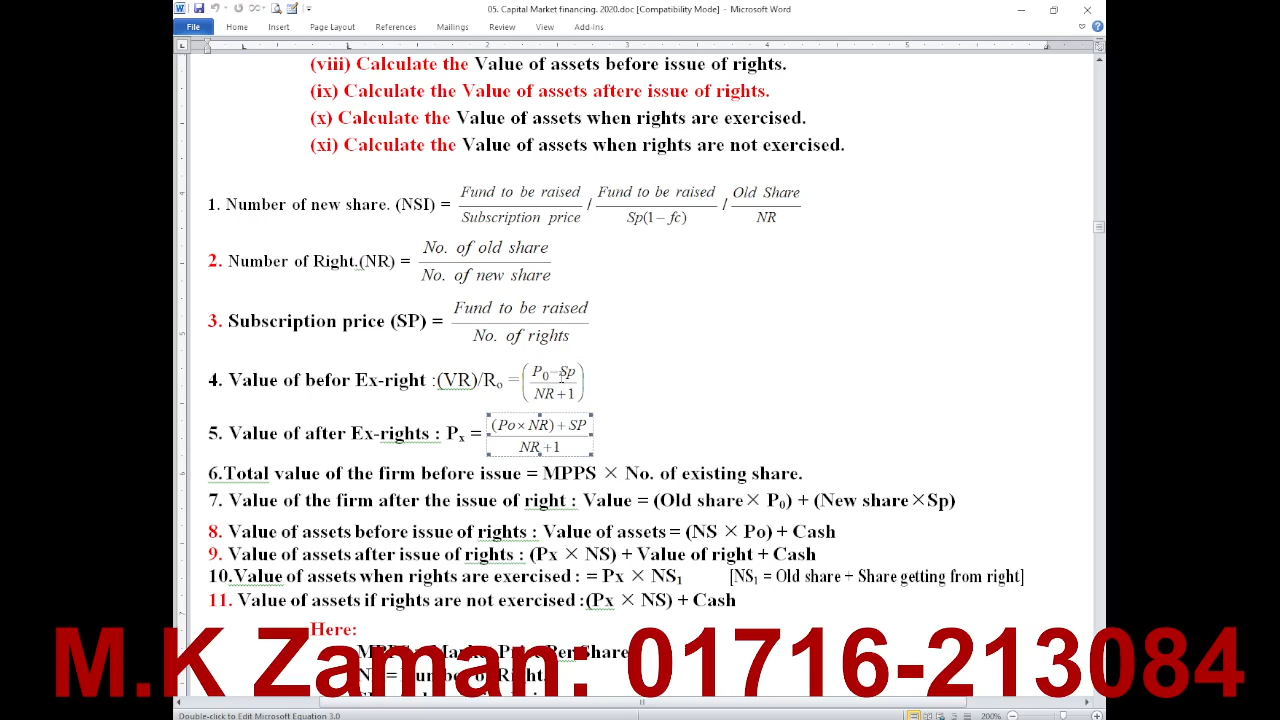 05. Capital Market financing. 2020.doc [Compatibility Mode] - Microsoft Word
File Home Insert Page Layout References Mailings Review View Add-Ins
(viii) Calculate the Value of assets before issue of rights.
(ix) Calculate the Value of assets aftere issue of rights.
(x) Calculate the Value of assets when rights are exercised.
(xi) Calculate the Value of assets when rights are not exercised.
1. Number of new share. (NSI) = Fund to be raised / Subscription price / Fund to be raised / Sp(1− fc) / Old Share / NR
2. Number of Right.(NR) = No. of old share / No. of new share
3. Subscription price (SP) = Fund to be raised / No. of rights
4. Value of befor Ex-right :(VR)/Ro = (P0−Sp / NR+1)
5. Value of after Ex-rights : Px = (Po× NR)+ SP / NR+1
6.Total value of the firm before issue = MPPS × No. of existing share.
7. Value of the firm after the issue of right : Value = (Old share× P0) + (New share×Sp)
8. Value of assets before issue of rights : Value of assets = (NS × Po) + Cash
9. Value of assets after issue of rights : (Px × NS) + Value of right + Cash
10.Value of assets when rights are exercised : = Px × NS1 [NS1 = Old share + Share getting from right]
11. Value of assets if rights are not exercised :(Px × NS) + Cash
Here:
M.K Zaman: 01716-213084
Double-click to Edit Microsoft Equation 3.0
200%